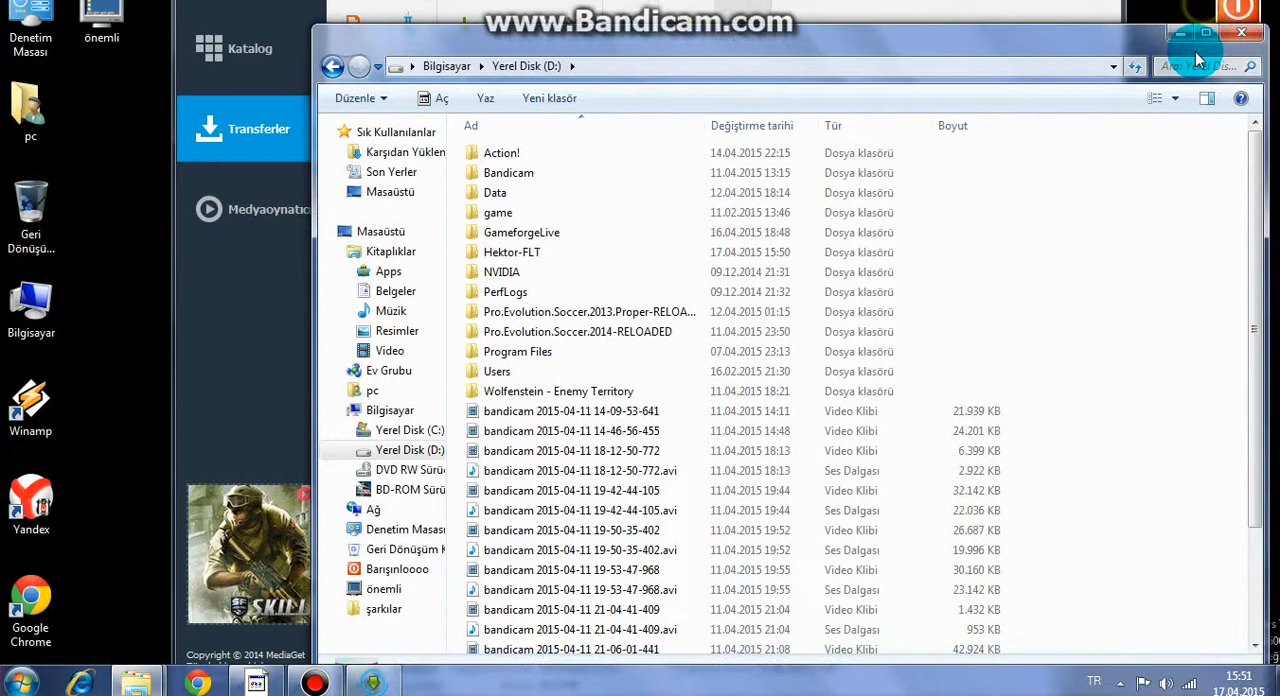 www.Bandicam.com
Denetim
Masası
önemli
pc
Geri
Dönüşü...
Bilgisayar
Winamp
Yandex
Google
Chrome
Katalog
Transferler
Medyaoynatıc
SKILL
Copyright © 2014 MediaGet
Bilgisayar
Yerel Disk (D:)
Ara: Yerel Dis...
Düzenle
Aç
Yaz
Yeni klasör
Sık Kullanılanlar
Karşıdan Yüklen
Son Yerler
Masaüstü
Masaüstü
Kitaplıklar
Apps
Belgeler
Müzik
Resimler
Video
Ev Grubu
pc
Bilgisayar
Yerel Disk (C:)
Yerel Disk (D:)
DVD RW Sürü
BD-ROM Sürü
Ağ
Denetim Masası
Geri Dönüşüm K
Barışınloooo
önemli
şarkılar
Ad Değiştirme tarihi Tür Boyut
Action! 14.04.2015 22:15 Dosya klasörü
Bandicam 11.04.2015 13:15 Dosya klasörü
Data 12.04.2015 18:14 Dosya klasörü
game 11.02.2015 13:46 Dosya klasörü
GameforgeLive 16.04.2015 18:48 Dosya klasörü
Hektor-FLT 17.04.2015 15:50 Dosya klasörü
NVIDIA 09.12.2014 21:31 Dosya klasörü
PerfLogs 09.12.2014 21:32 Dosya klasörü
Pro.Evolution.Soccer.2013.Proper-RELOA... 12.04.2015 01:15 Dosya klasörü
Pro.Evolution.Soccer.2014-RELOADED 11.04.2015 23:50 Dosya klasörü
Program Files 07.04.2015 23:13 Dosya klasörü
Users 16.02.2015 21:30 Dosya klasörü
Wolfenstein - Enemy Territory 11.04.2015 18:21 Dosya klasörü
bandicam 2015-04-11 14-09-53-641 11.04.2015 14:11 Video Klibi 21.939 KB
bandicam 2015-04-11 14-46-56-455 11.04.2015 14:48 Video Klibi 24.201 KB
bandicam 2015-04-11 18-12-50-772 11.04.2015 18:13 Video Klibi 6.399 KB
bandicam 2015-04-11 18-12-50-772.avi 11.04.2015 18:13 Ses Dalgası 2.922 KB
bandicam 2015-04-11 19-42-44-105 11.04.2015 19:44 Video Klibi 32.142 KB
bandicam 2015-04-11 19-42-44-105.avi 11.04.2015 19:44 Ses Dalgası 22.036 KB
bandicam 2015-04-11 19-50-35-402 11.04.2015 19:52 Video Klibi 26.687 KB
bandicam 2015-04-11 19-50-35-402.avi 11.04.2015 19:52 Ses Dalgası 19.996 KB
bandicam 2015-04-11 19-53-47-968 11.04.2015 19:55 Video Klibi 30.160 KB
bandicam 2015-04-11 19-53-47-968.avi 11.04.2015 19:55 Ses Dalgası 23.142 KB
bandicam 2015-04-11 21-04-41-409 11.04.2015 21:04 Video Klibi 1.432 KB
bandicam 2015-04-11 21-04-41-409.avi 11.04.2015 21:04 Ses Dalgası 953 KB
bandicam 2015-04-11 21-06-01-441 11.04.2015 21:08 Video Klibi 42.924 KB
TR
15:51
17.04.2015